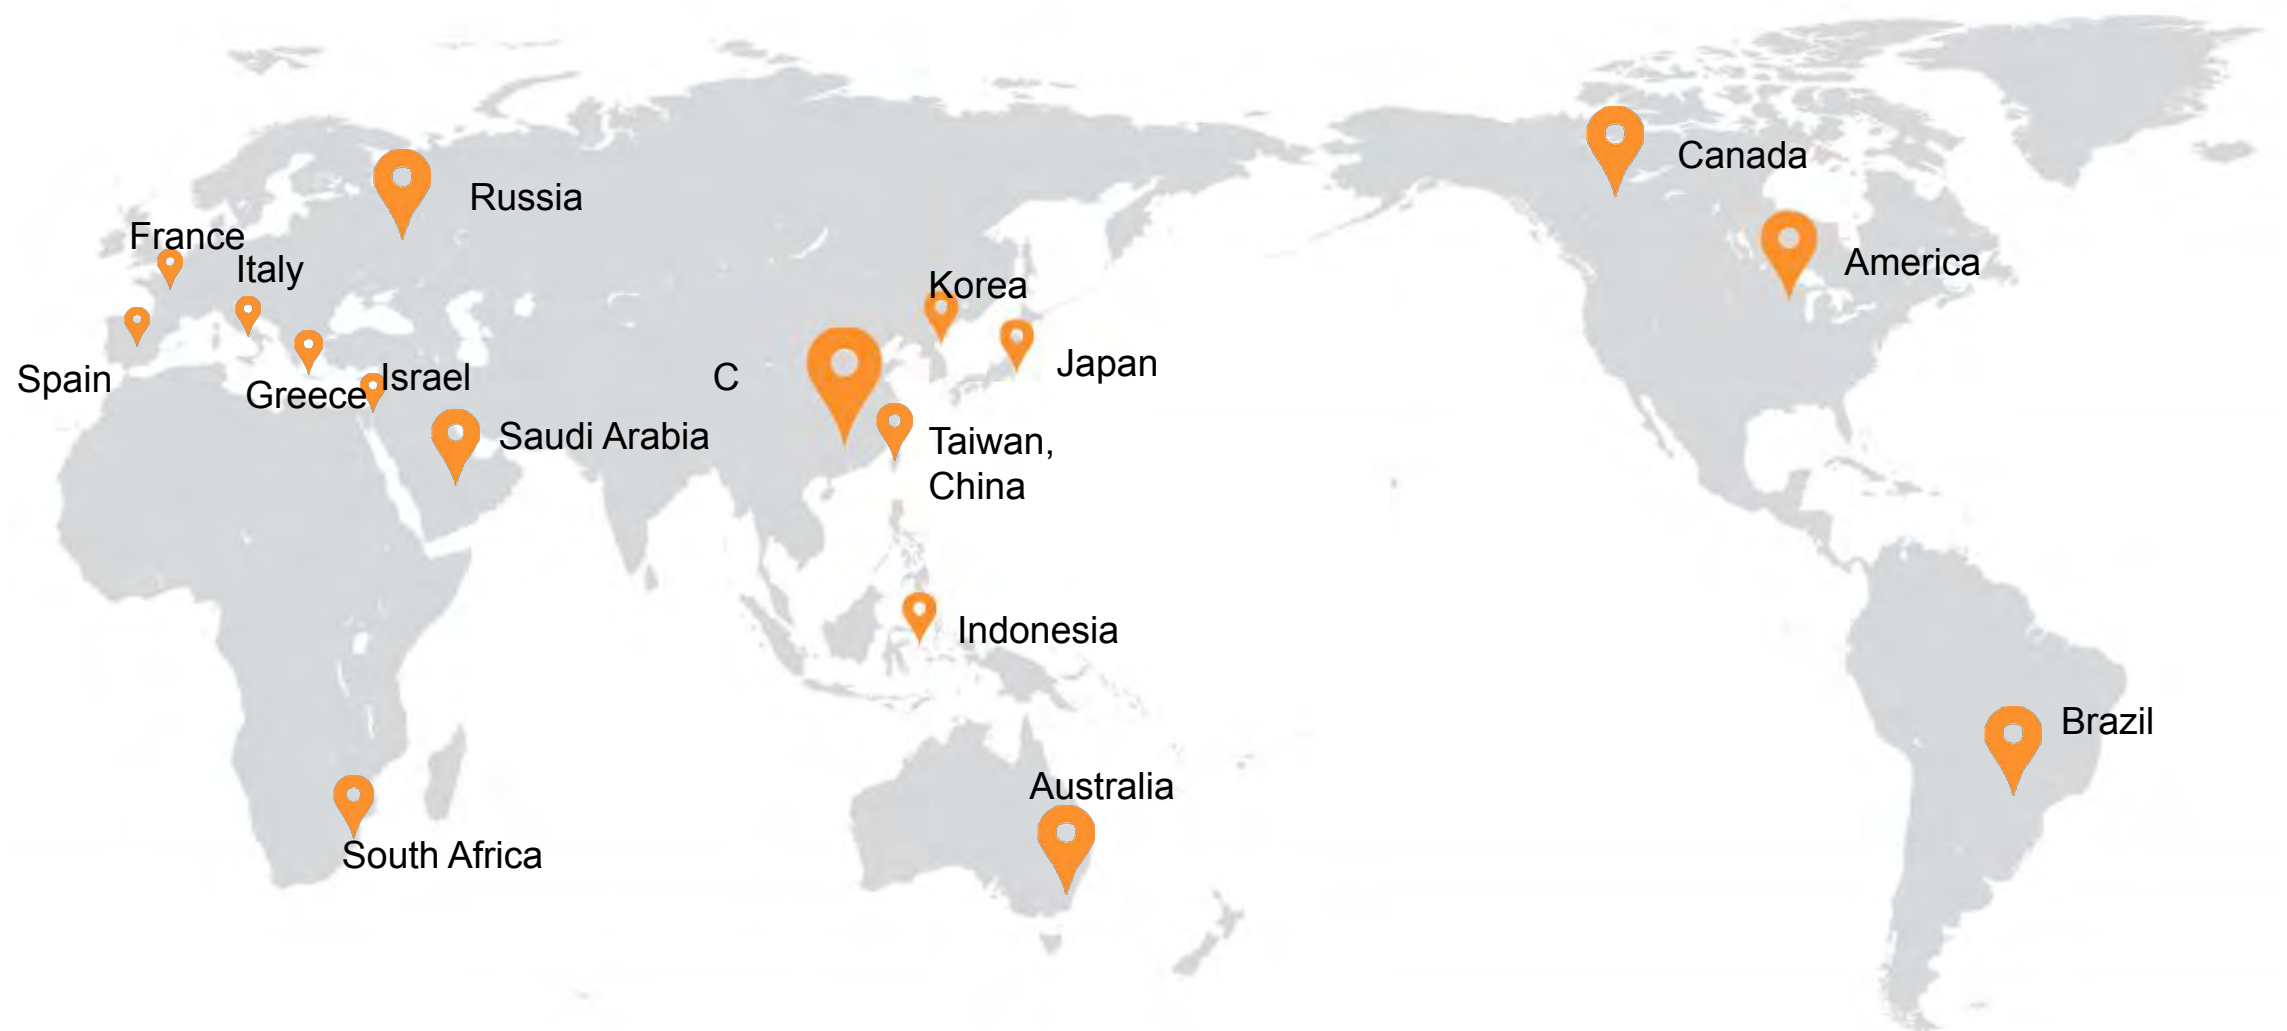 Canada
Russia
France
America
Italy
Korea
Japan
C
Israel
Spain
Greece
Saudi Arabia
Taiwan,
China
Indonesia
Brazil
Australia
South Africa